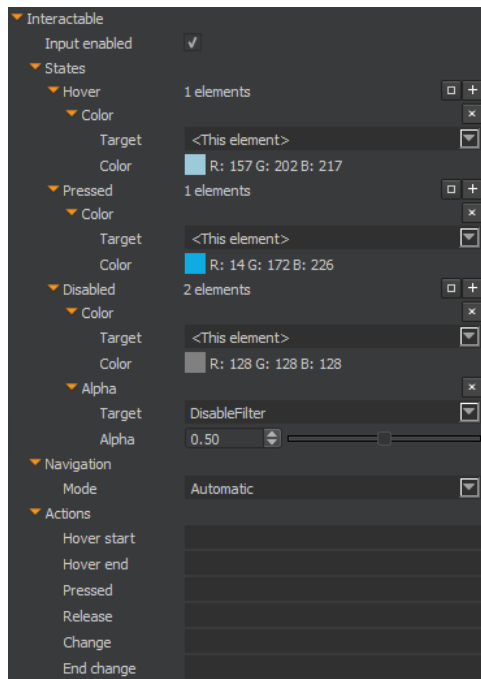 Interactable
Input enabled
States
Hover 1 elements
Color
Target <This element>
Color R: 157 G: 202 B: 217
Pressed 1 elements
Color
Target <This element>
Color R: 14 G: 172 B: 226
Disabled 2 elements
Color
Target <This element>
Color R: 128 G: 128 B: 128
Alpha
Target DisableFilter
Alpha 0.50
Navigation
Mode Automatic
Actions
Hover start
Hover end
Pressed
Release
Change
End change